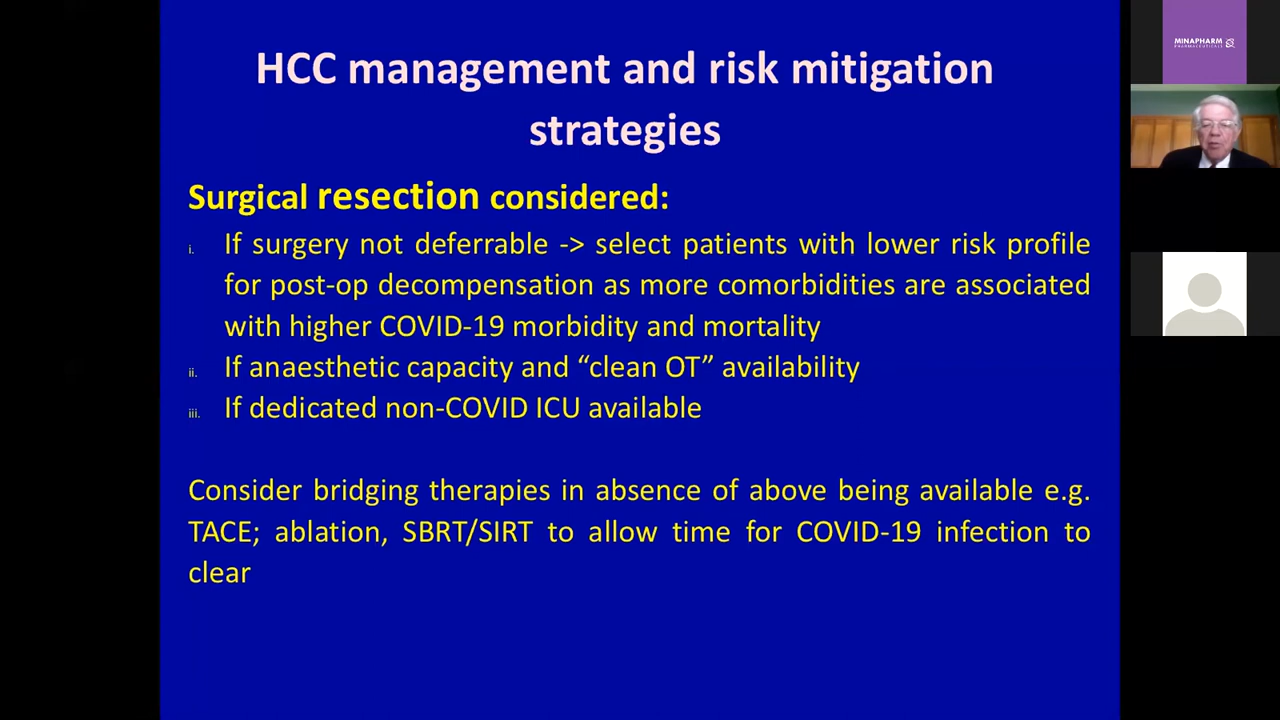 HCC management and risk mitigation
strategies
Surgical resection considered:
i. If surgery not deferrable -> select patients with lower risk profile
for post-op decompensation as more comorbidities are associated
with higher COVID-19 morbidity and mortality
ii. If anaesthetic capacity and “clean OT” availability
iii. If dedicated non-COVID ICU available
Consider bridging therapies in absence of above being available e.g.
TACE; ablation, SBRT/SIRT to allow time for COVID-19 infection to
clear
MINAPHARM
PHARMACEUTICALS